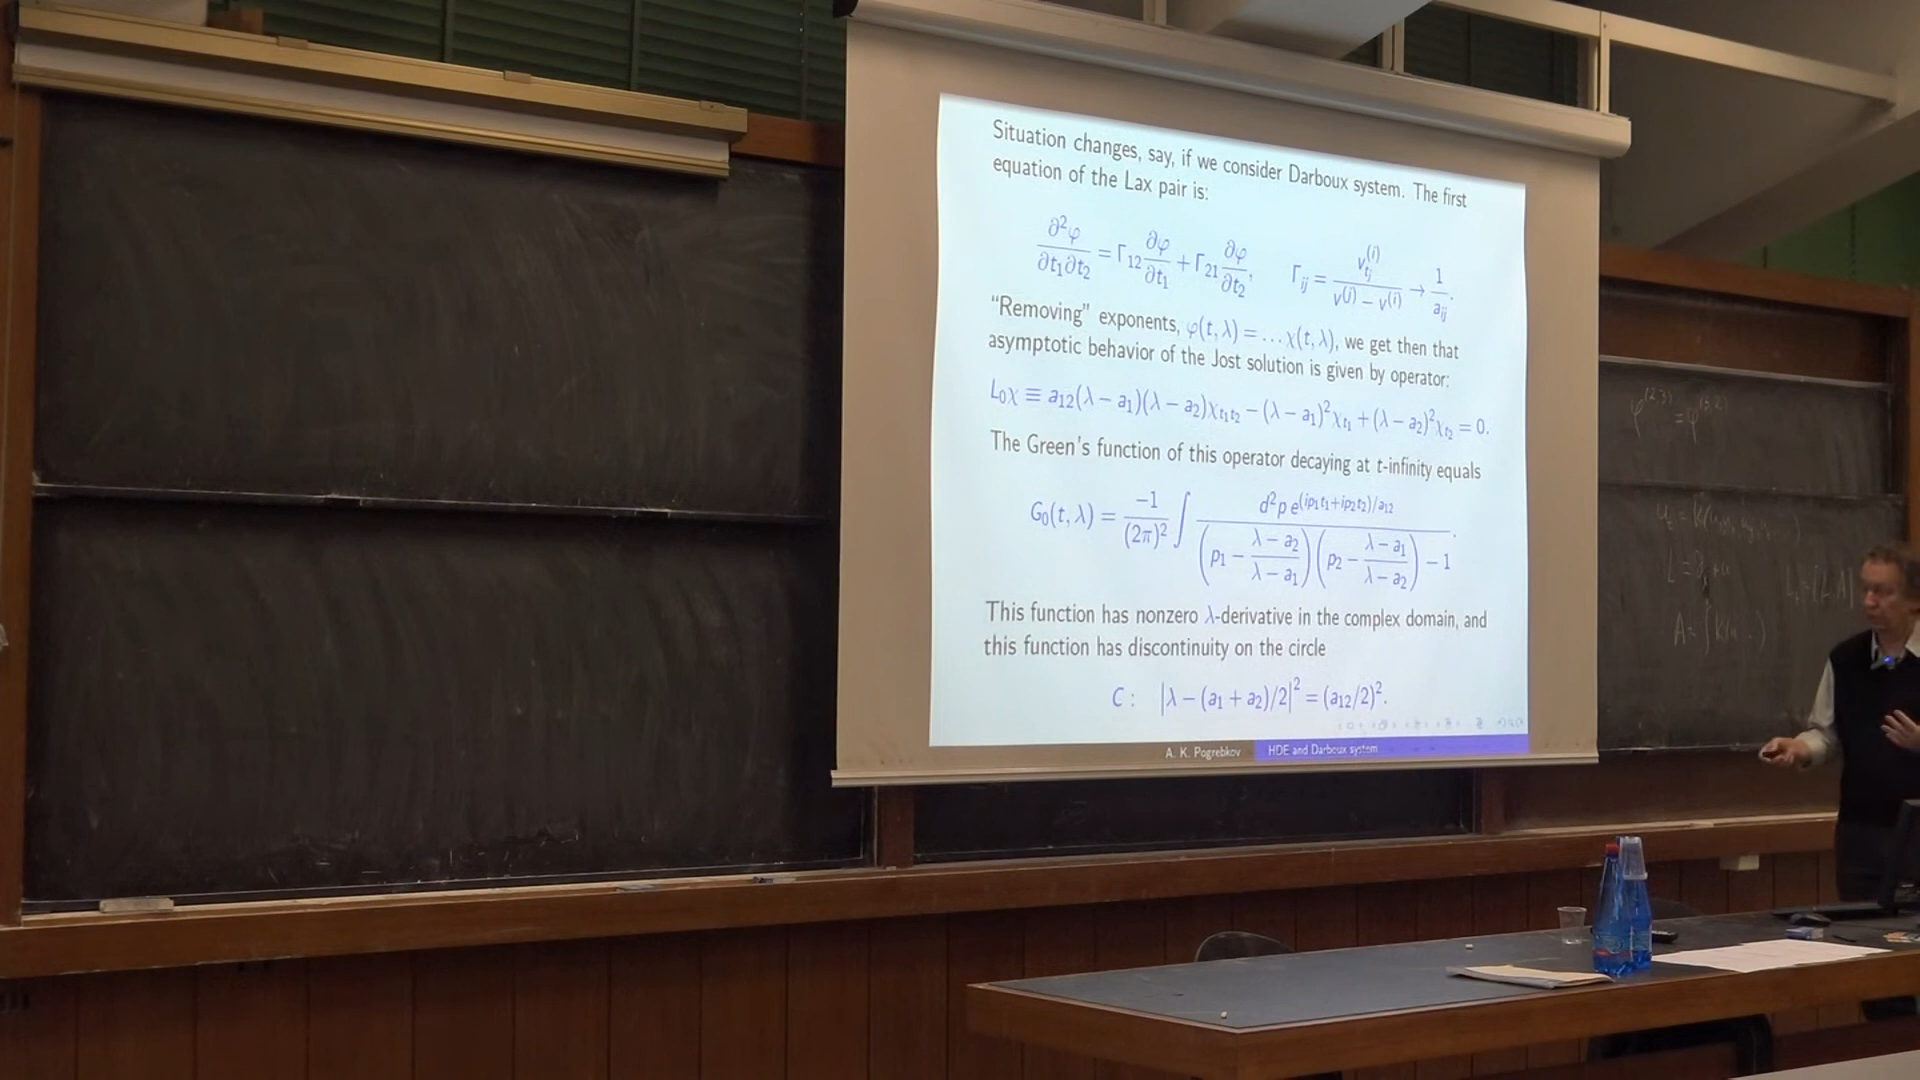 Situation changes, say, if we consider Darboux system. The first
equation of the Lax pair is:
∂²φ/∂t₁∂t₂ = Γ₁₂ ∂φ/∂t₁ + Γ₂₁ ∂φ/∂t₂, Γᵢⱼ = v^{(i)}_{tⱼ}/(v^{(j)} − v^{(i)}) → 1/aᵢⱼ.
“Removing” exponents, φ(t, λ) = … χ(t, λ), we get then that
asymptotic behavior of the Jost solution is given by operator:
L₀χ ≡ a₁₂(λ − a₁)(λ − a₂)χ_{t₁t₂} − (λ − a₁)²χ_{t₁} + (λ − a₂)²χ_{t₂} = 0.
The Green's function of this operator decaying at t-infinity equals
G₀(t, λ) = −1/(2π)² ∫ d²p e^{(ip₁t₁+ip₂t₂)/a₁₂} / ((p₁ − (λ − a₂)/(λ − a₁))(p₂ − (λ − a₁)/(λ − a₂)) − 1).
This function has nonzero λ-derivative in the complex domain, and
this function has discontinuity on the circle
C : |λ − (a₁ + a₂)/2|² = (a₁₂/2)².
A. K. Pogrebkov HDE and Darboux system
φ^{(2,3)} = φ^{(3,2)}